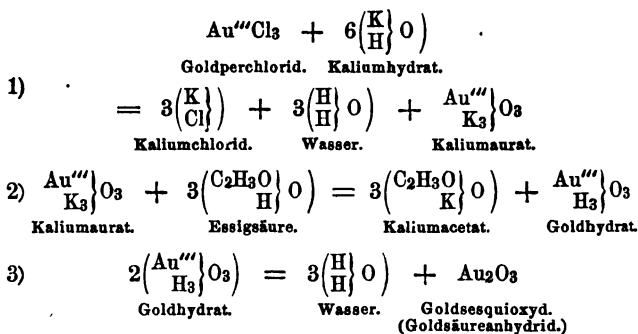 Au‴Cl₃ + 6(K/H} O)
Goldperchlorid. Kaliumhydrat.
1)
= 3(K/Cl}) + 3(H/H} O) + Au‴/K₃}O₃
Kaliumchlorid. Wasser. Kaliumaurat.
2) Au‴/K₃}O₃ + 3(C₂H₃O/H} O) = 3(C₂H₃O/K} O) + Au‴/H₃}O₃
Kaliumaurat. Essigsäure. Kaliumacetat. Goldhydrat.
3) 2(Au‴/H₃}O₃) = 3(H/H} O) + Au₂O₃
Goldhydrat. Wasser. Goldsesquioxyd.
(Goldsäureanhydrid.)